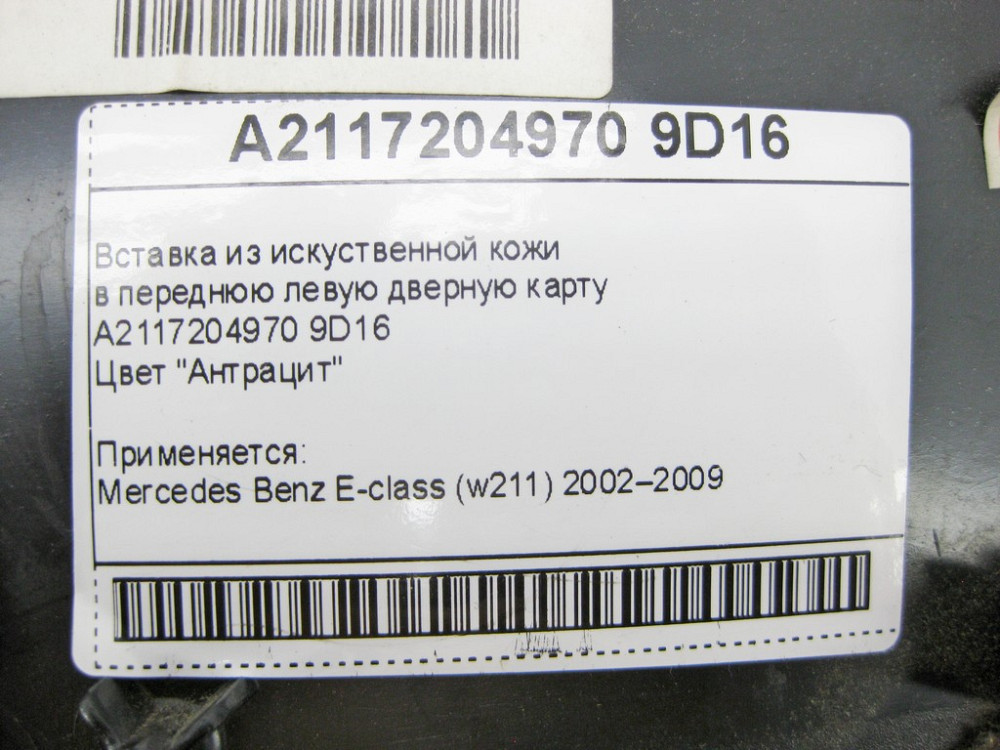 A2117204970 9D16
Вставка из искуственной кожи
в переднюю левую дверную карту
A2117204970 9D16
Цвет "Антрацит"
Применяется:
Mercedes Benz E-class (w211) 2002–2009